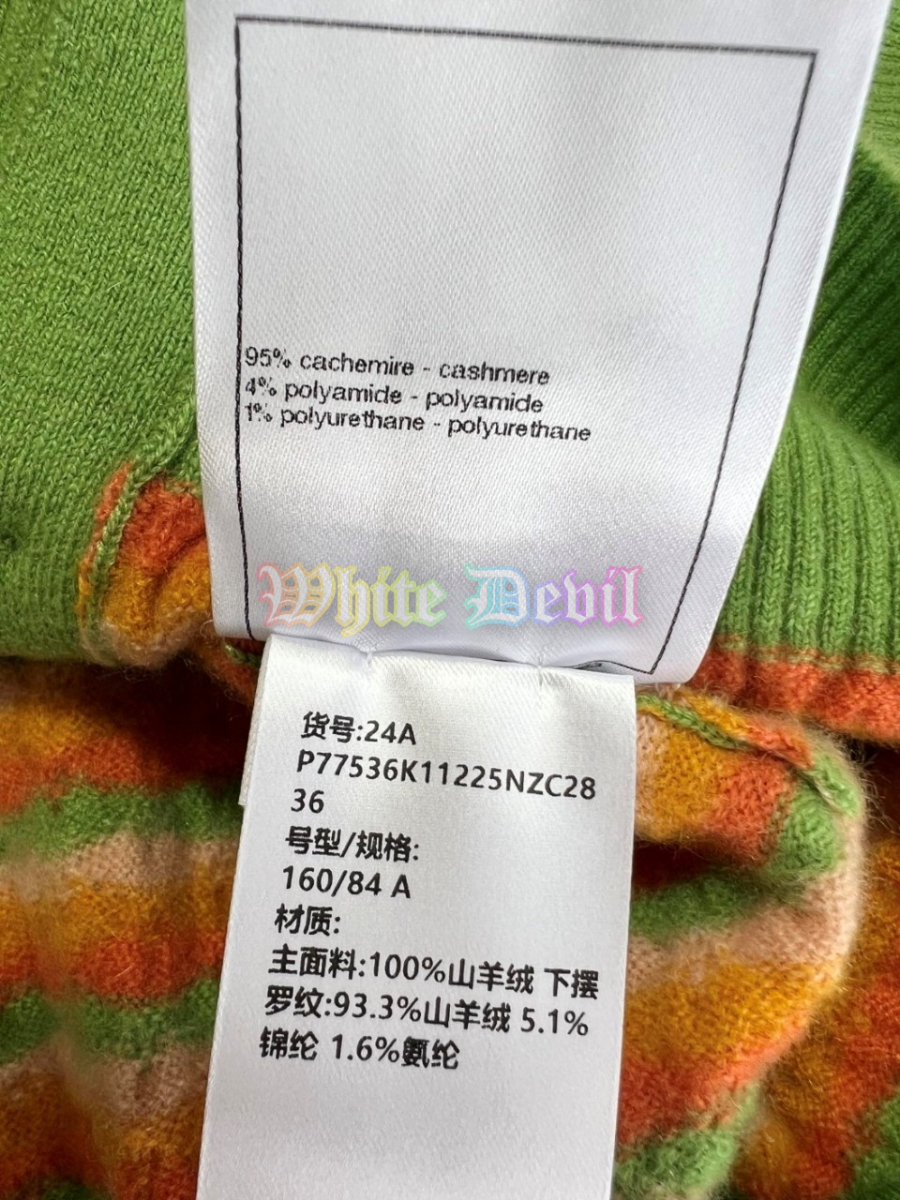 95% cachemire - cashmere
4% polyamide - polyamide
1% polyurethane - polyurethane
White Devil
货号:24A
P77536K11225NZC28
36
号型/规格:
160/84 A
材质:
主面料:100%山羊绒 下摆
罗纹:93.3%山羊绒 5.1%
锦纶 1.6%氨纶